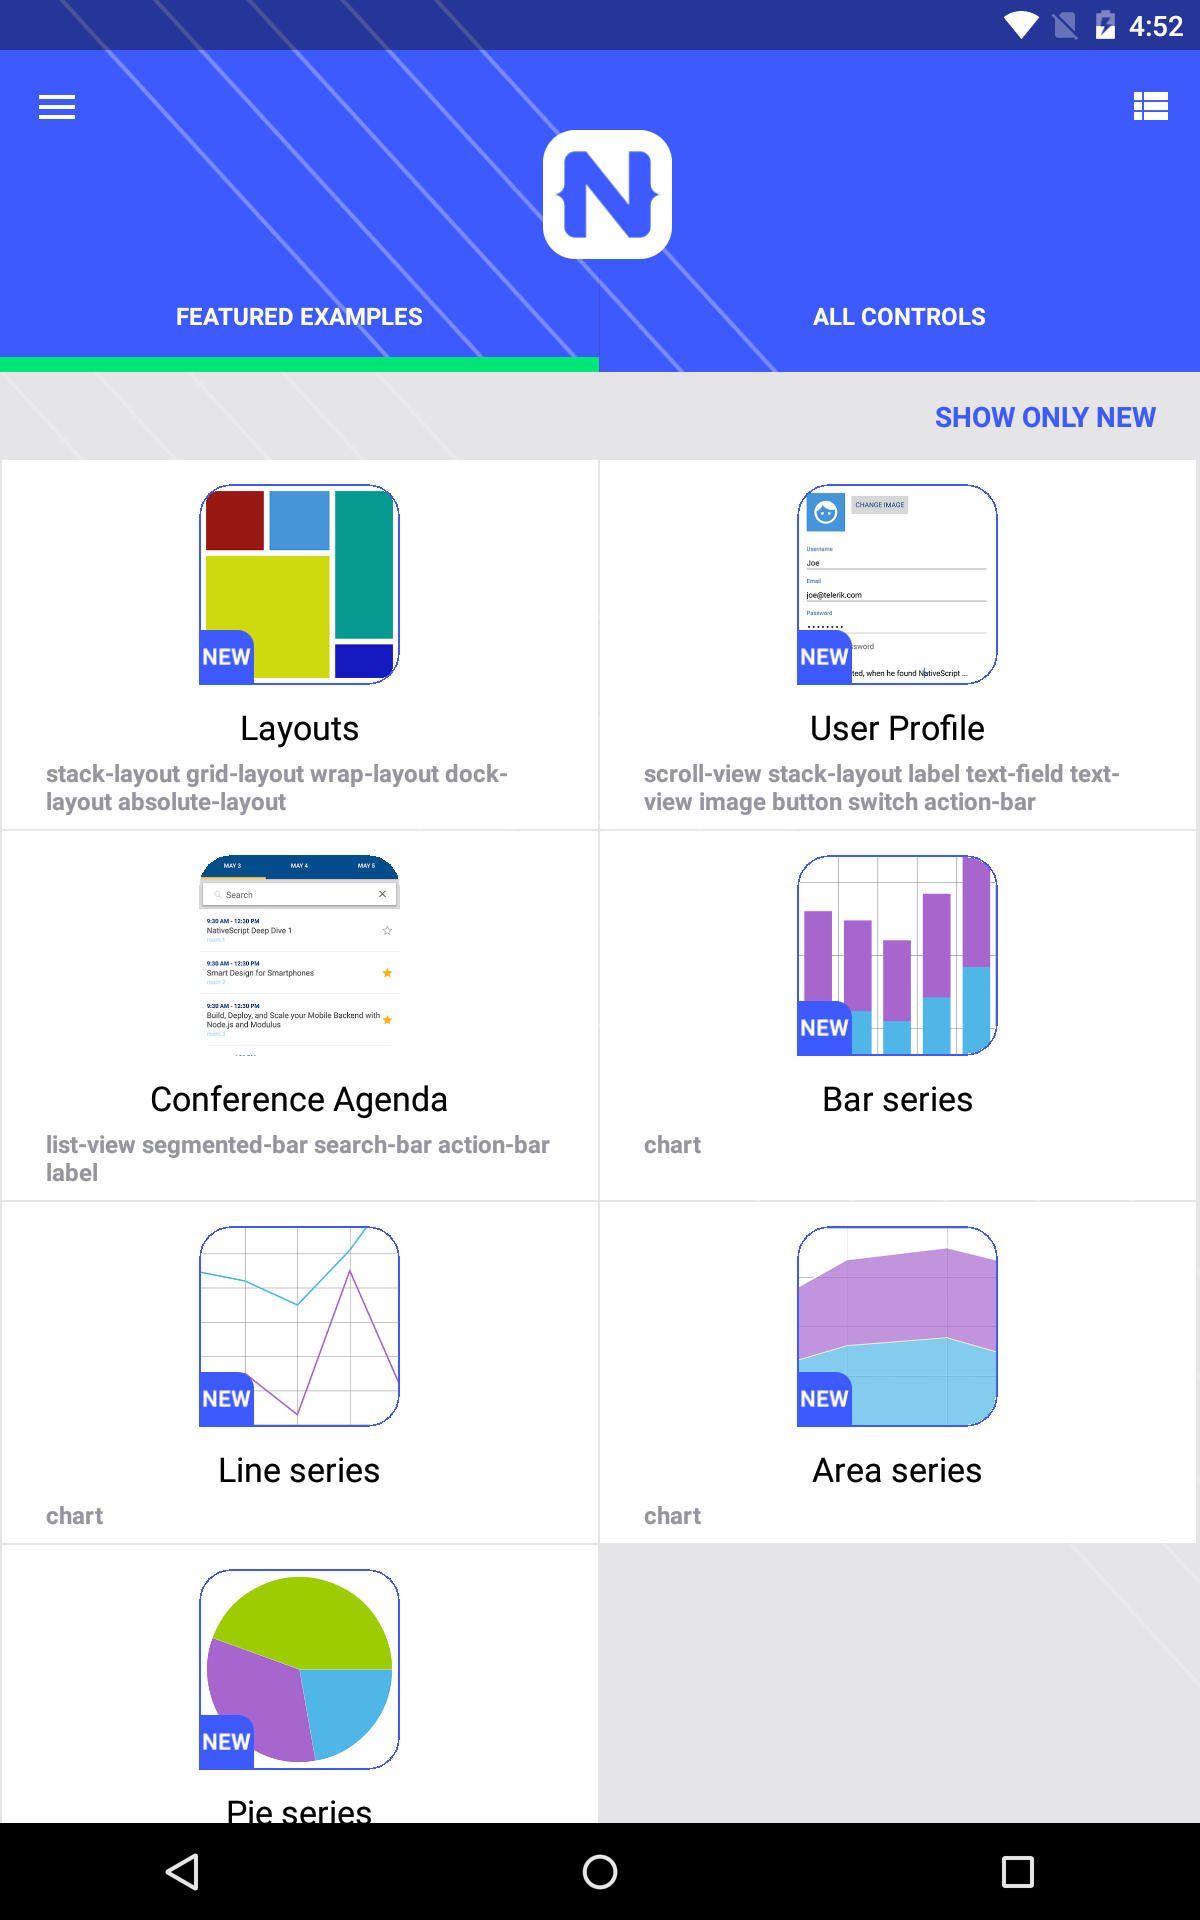 4:52
N
FEATURED EXAMPLES
ALL CONTROLS
SHOW ONLY NEW
NEW
Layouts
stack-layout grid-layout wrap-layout dock-
layout absolute-layout
CHANGE IMAGE
Username
Joe
Email
joe@telerik.com
Password
sword
ted, when he found NativeScript ...
NEW
User Profile
scroll-view stack-layout label text-field text-
view image button switch action-bar
MAY 3 MAY 4 MAY 5
Search
9:30 AM - 12:30 PM
NativeScript Deep Dive 1
room 1
9:30 AM - 12:30 PM
Smart Design for Smartphones
room 2
9:30 AM - 12:30 PM
Build, Deploy, and Scale your Mobile Backend with
Node.js and Modulus
room 3
Conference Agenda
list-view segmented-bar search-bar action-bar
label
NEW
Bar series
chart
NEW
Line series
chart
NEW
Area series
chart
NEW
Pie series